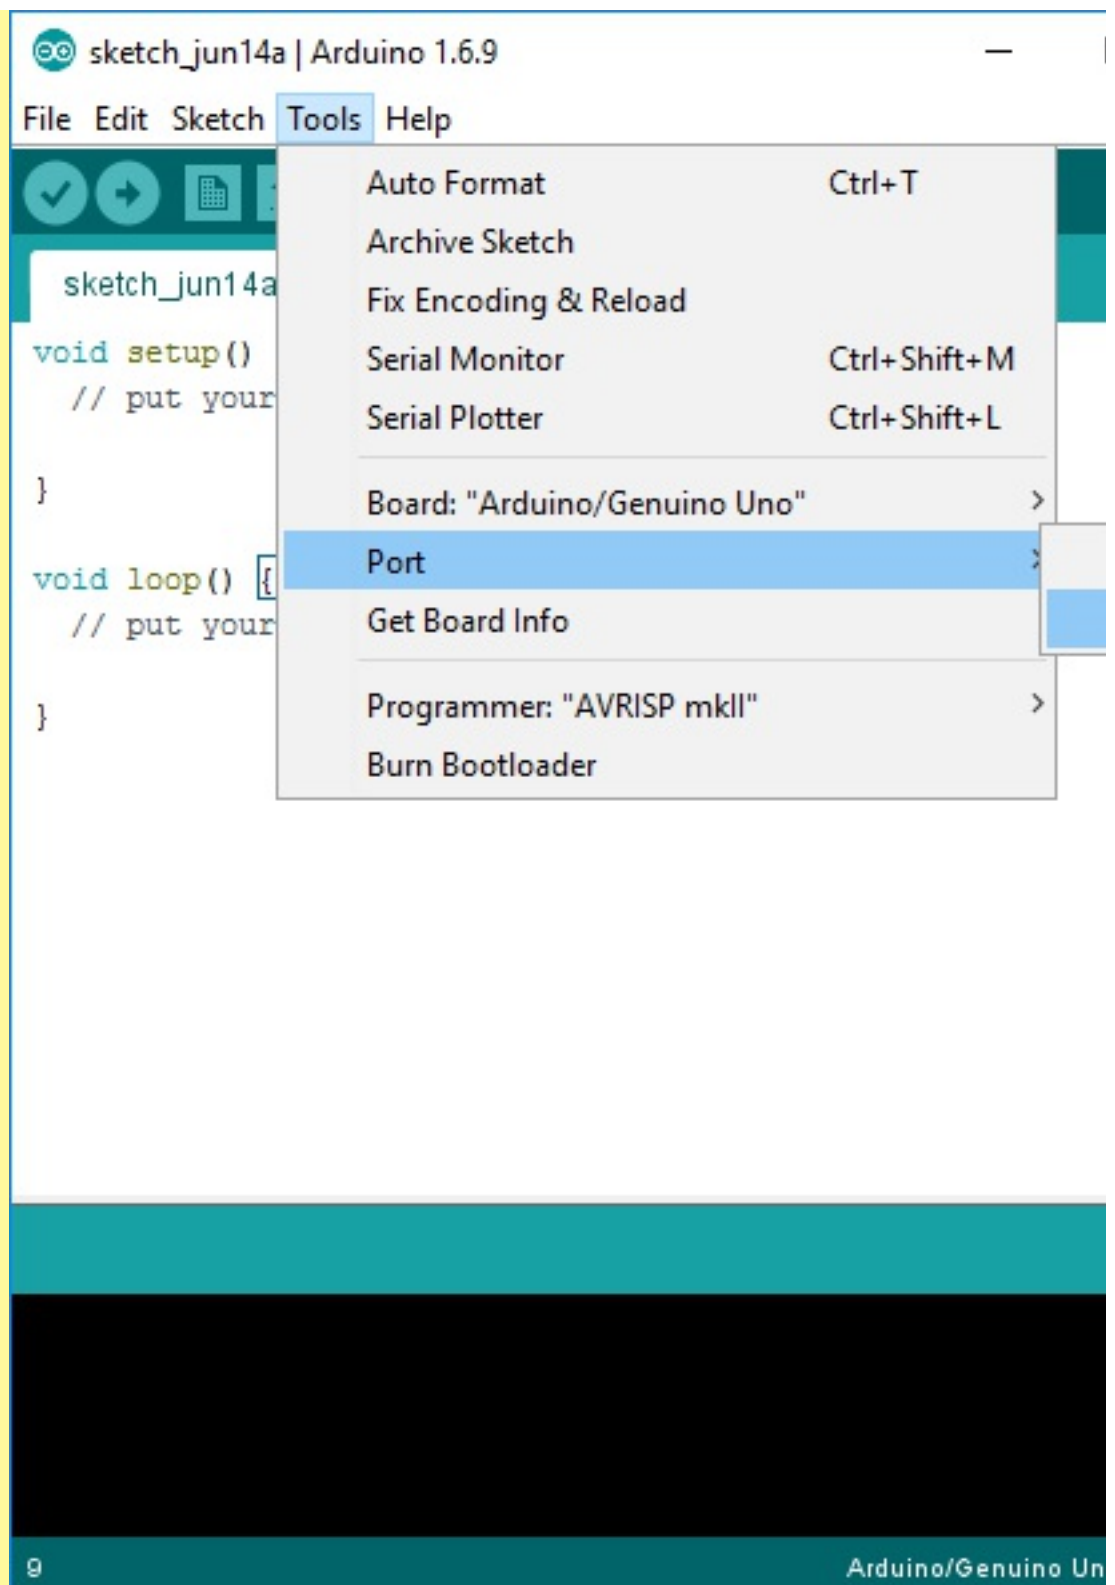 sketch_jun14a | Arduino 1.6.9
File Edit Sketch Tools Help
Auto Format Ctrl+T
Archive Sketch
sketch_jun14a
Fix Encoding & Reload
void setup()
Serial Monitor Ctrl+Shift+M
// put your
Serial Plotter Ctrl+Shift+L
}
Board: "Arduino/Genuino Uno"
Port
void loop() {
Get Board Info
// put your
Programmer: "AVRISP mkII"
}
Burn Bootloader
9 Arduino/Genuino Un